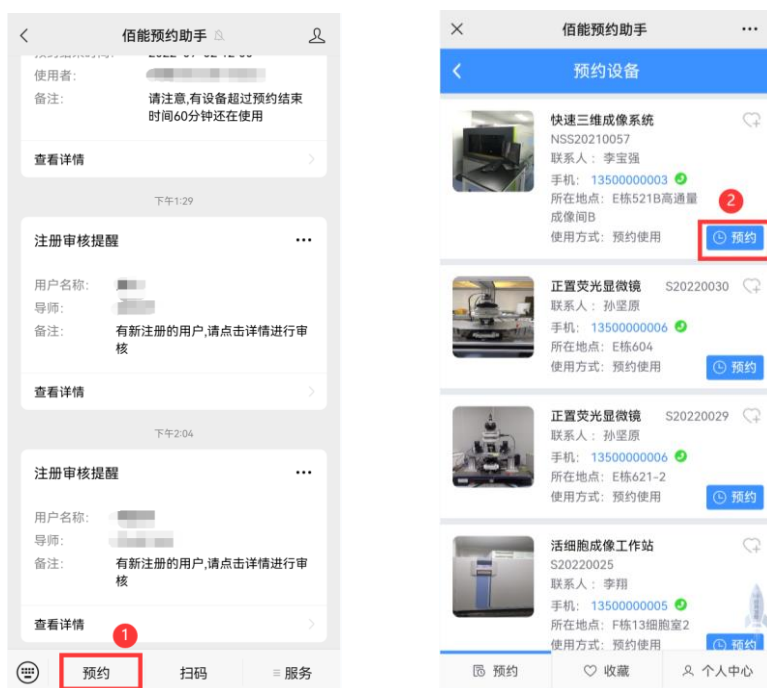 佰能预约助手
使用者:
备注:
请注意,有设备超过预约结束
时间60分钟还在使用
查看详情
下午1:29
注册审核提醒
用户名称:
导师:
备注:
有新注册的用户,请点击详情进行审
核
查看详情
下午2:04
注册审核提醒
用户名称:
导师:
备注:
有新注册的用户,请点击详情进行审
核
查看详情
1
预约
扫码
服务
佰能预约助手
预约设备
快速三维成像系统
NSS20210057
联系人：李宝强
手机: 13500000003
所在地点: E栋521B高通量
成像间B
使用方式: 预约使用
2
预约
正置荧光显微镜 S20220030
联系人：孙坚原
手机: 13500000006
所在地点: E栋604
使用方式: 预约使用
预约
正置荧光显微镜 S20220029
联系人：孙坚原
手机: 13500000006
所在地点: E栋621-2
使用方式: 预约使用
预约
活细胞成像工作站
S20220025
联系人：李翔
手机: 13500000005
所在地点: F栋13细胞室2
使用方式: 预约使用
预约
预约
收藏
个人中心